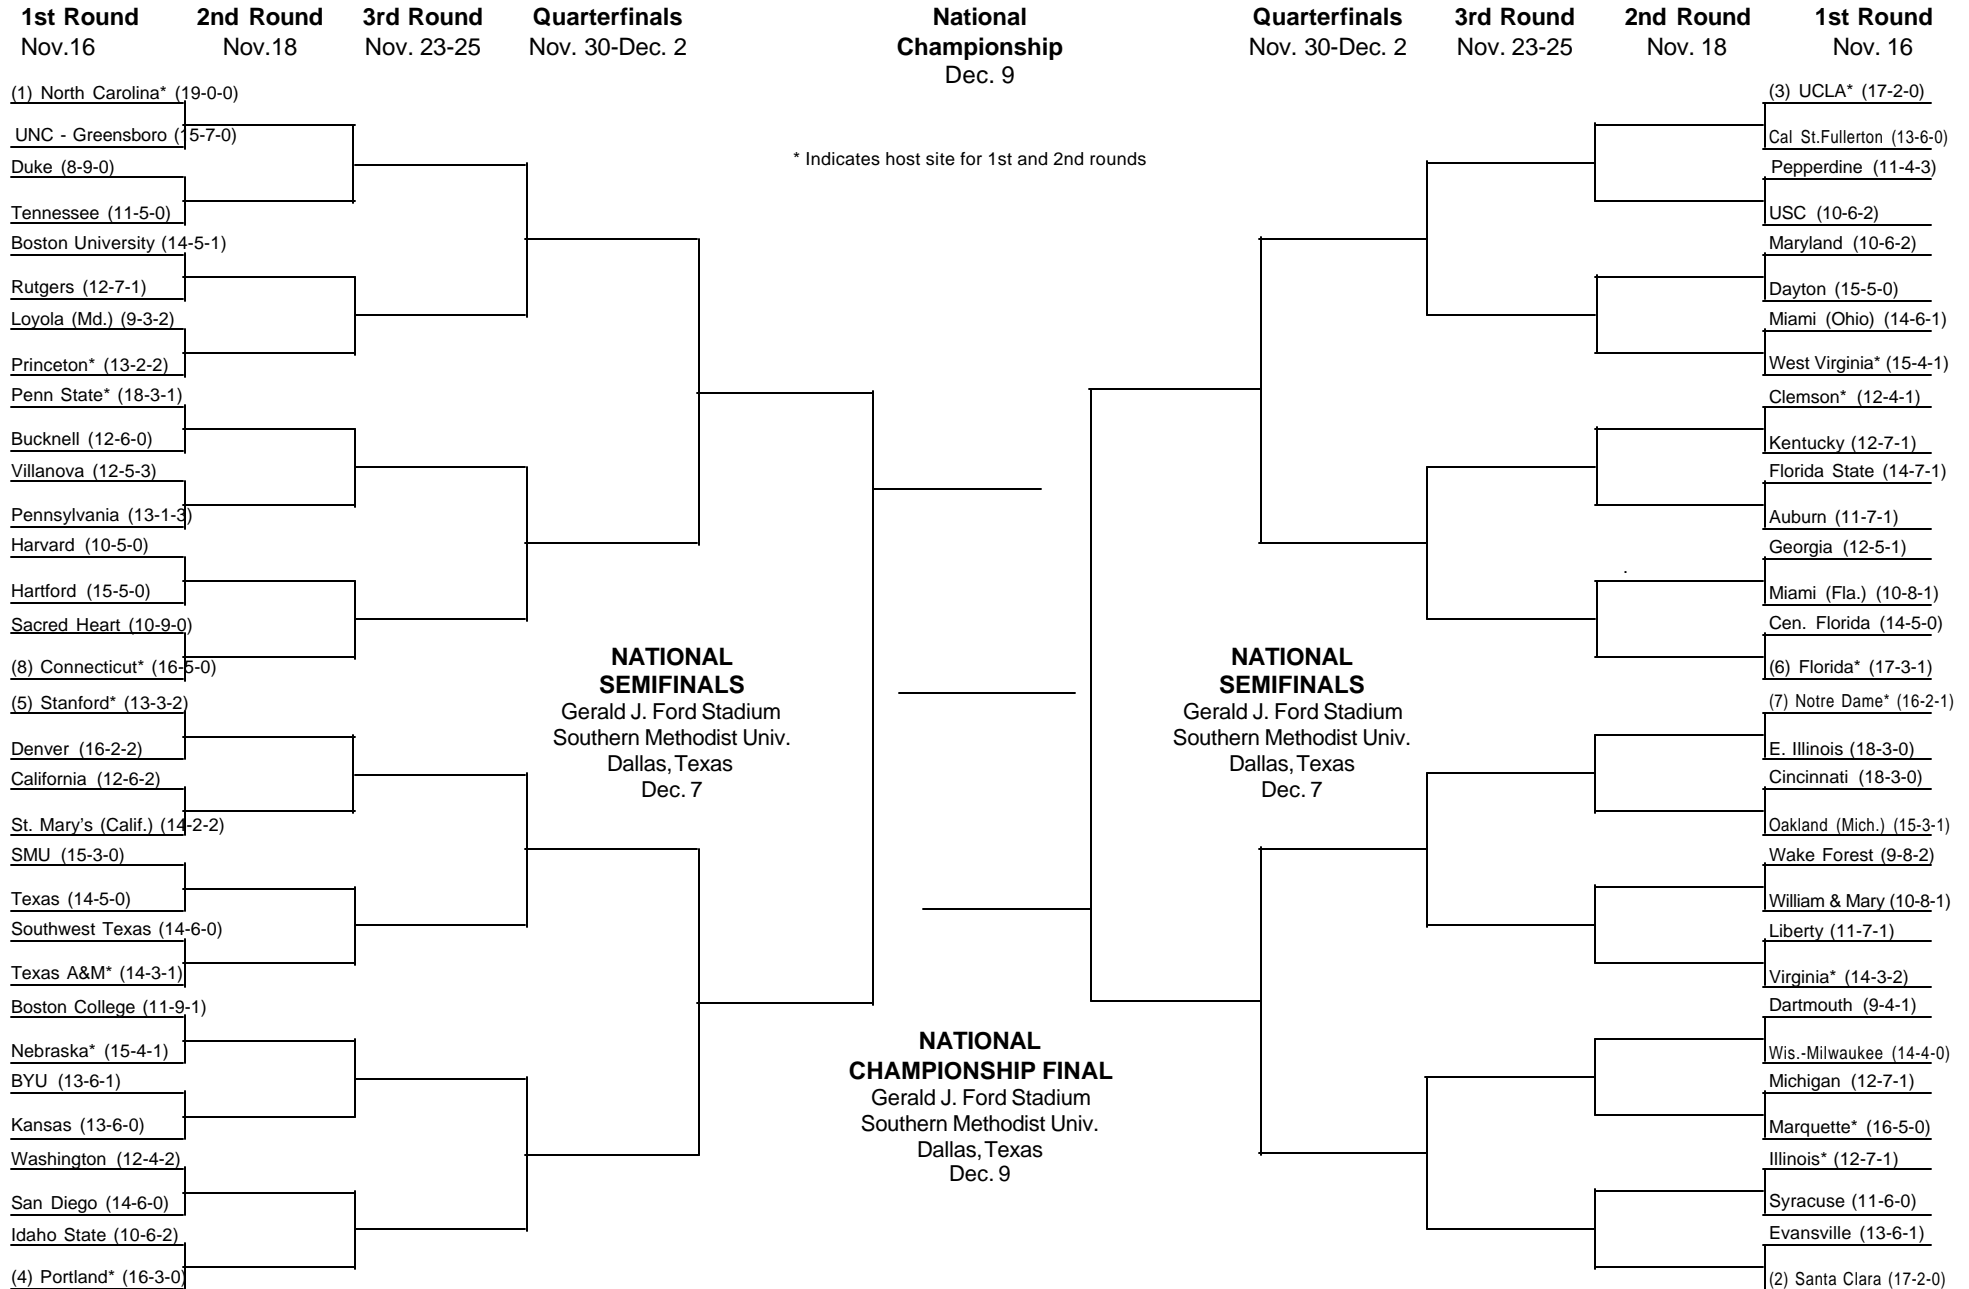 1st Round
Nov.16
2nd Round
Nov.18
3rd Round
Nov. 23-25
Quarterfinals
Nov. 30-Dec. 2
National
Championship
Dec. 9
Quarterfinals
Nov. 30-Dec. 2
3rd Round
Nov. 23-25
2nd Round
Nov. 18
1st Round
Nov. 16
* Indicates host site for 1st and 2nd rounds
(1) North Carolina* (19-0-0)
UNC - Greensboro (15-7-0)
Duke (8-9-0)
Tennessee (11-5-0)
Boston University (14-5-1)
Rutgers (12-7-1)
Loyola (Md.) (9-3-2)
Princeton* (13-2-2)
Penn State* (18-3-1)
Bucknell (12-6-0)
Villanova (12-5-3)
Pennsylvania (13-1-3)
Harvard (10-5-0)
Hartford (15-5-0)
Sacred Heart (10-9-0)
(8) Connecticut* (16-5-0)
(5) Stanford* (13-3-2)
Denver (16-2-2)
California (12-6-2)
St. Mary's (Calif.) (14-2-2)
SMU (15-3-0)
Texas (14-5-0)
Southwest Texas (14-6-0)
Texas A&M* (14-3-1)
Boston College (11-9-1)
Nebraska* (15-4-1)
BYU (13-6-1)
Kansas (13-6-0)
Washington (12-4-2)
San Diego (14-6-0)
Idaho State (10-6-2)
(4) Portland* (16-3-0)
NATIONAL
SEMIFINALS
Gerald J. Ford Stadium
Southern Methodist Univ.
Dallas, Texas
Dec. 7
NATIONAL
CHAMPIONSHIP FINAL
Gerald J. Ford Stadium
Southern Methodist Univ.
Dallas, Texas
Dec. 9
NATIONAL
SEMIFINALS
Gerald J. Ford Stadium
Southern Methodist Univ.
Dallas, Texas
Dec. 7
(3) UCLA* (17-2-0)
Cal St.Fullerton (13-6-0)
Pepperdine (11-4-3)
USC (10-6-2)
Maryland (10-6-2)
Dayton (15-5-0)
Miami (Ohio) (14-6-1)
West Virginia* (15-4-1)
Clemson* (12-4-1)
Kentucky (12-7-1)
Florida State (14-7-1)
Auburn (11-7-1)
Georgia (12-5-1)
Miami (Fla.) (10-8-1)
Cen. Florida (14-5-0)
(6) Florida* (17-3-1)
(7) Notre Dame* (16-2-1)
E. Illinois (18-3-0)
Cincinnati (18-3-0)
Oakland (Mich.) (15-3-1)
Wake Forest (9-8-2)
William & Mary (10-8-1)
Liberty (11-7-1)
Virginia* (14-3-2)
Dartmouth (9-4-1)
Wis.-Milwaukee (14-4-0)
Michigan (12-7-1)
Marquette* (16-5-0)
Illinois* (12-7-1)
Syracuse (11-6-0)
Evansville (13-6-1)
(2) Santa Clara (17-2-0)